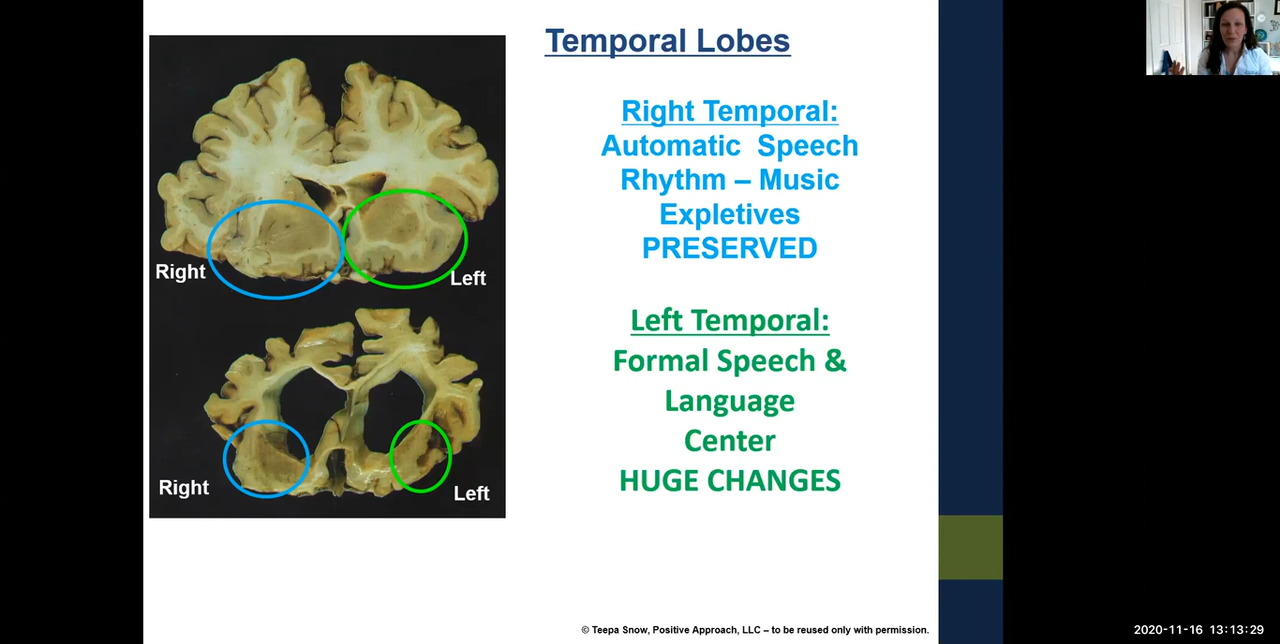 Temporal Lobes
Right Temporal:
Automatic Speech
Rhythm – Music
Expletives
PRESERVED
Right
Left
Left Temporal:
Formal Speech &
Language
Center
HUGE CHANGES
Right
Left
© Teepa Snow, Positive Approach, LLC – to be reused only with permission.
2020-11-16 13:13:29